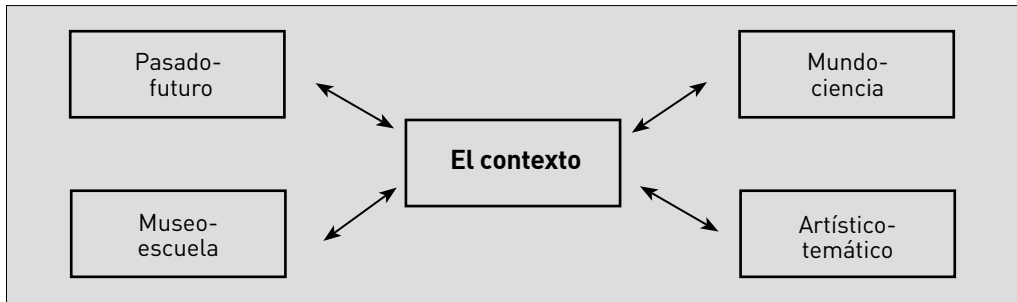 Pasado-
futuro
Mundo-
ciencia
El contexto
Museo-
escuela
Artístico-
temático